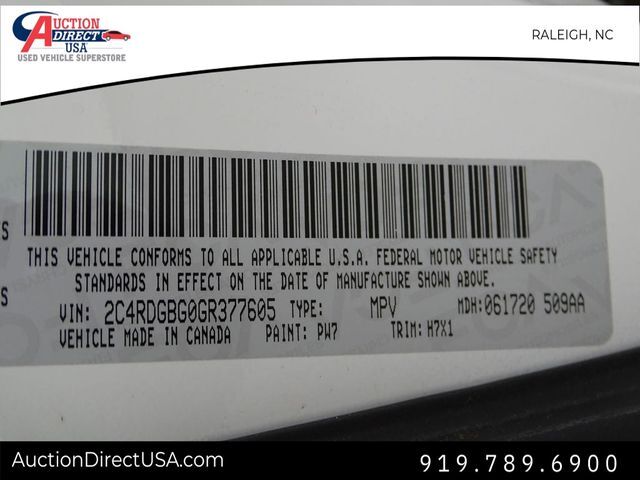 AUCTION
DIRECT
USA
USED VEHICLE SUPERSTORE
RALEIGH, NC
THIS VEHICLE CONFORMS TO ALL APPLICABLE U.S.A. FEDERAL MOTOR VEHICLE SAFETY
STANDARDS IN EFFECT ON THE DATE OF MANUFACTURE SHOWN ABOVE.
VIN: 2C4RDGBG0GR377605 TYPE: MPV MDH: 061720 509AA
VEHICLE MADE IN CANADA PAINT: PW7 TRIM: H7X1
AuctionDirectUSA.com
919.789.6900